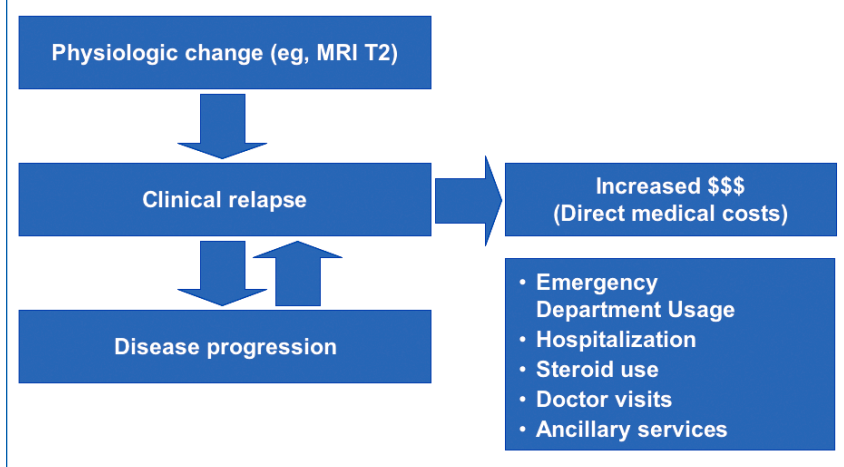 Physiologic change (eg, MRI T2)
Clinical relapse
Increased $$$
(Direct medical costs)
Disease progression
• Emergency
Department Usage
• Hospitalization
• Steroid use
• Doctor visits
• Ancillary services